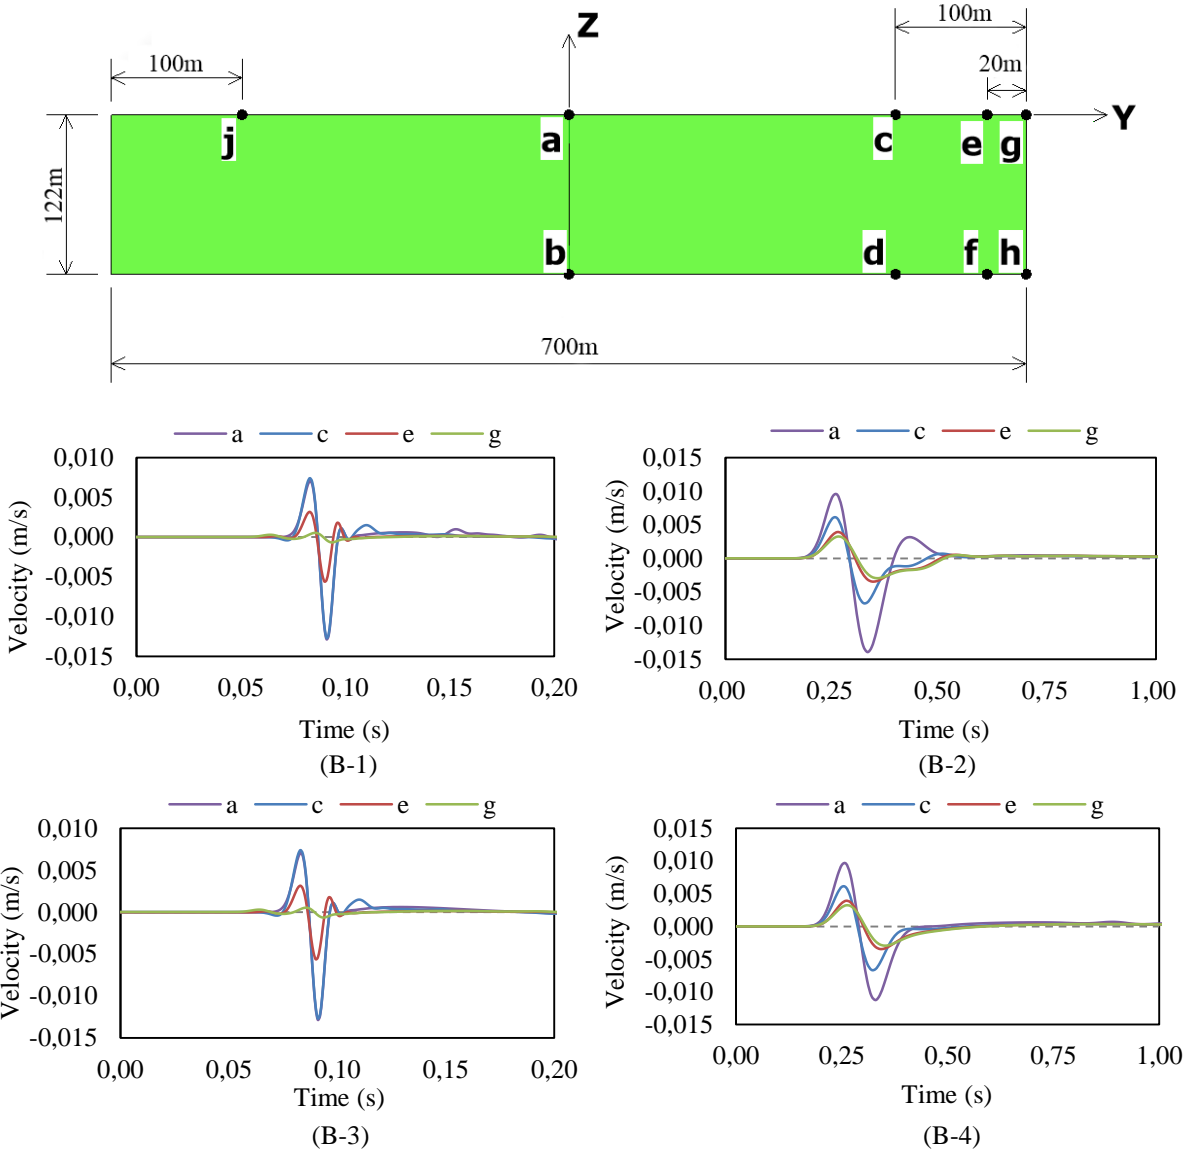 100m
Z
20m
100m
Y
j a c e g
122m
b d f h
700m
a c e g
0,010
0,005
0,000
-0,005
-0,010
-0,015
Velocity (m/s)
0,00 0,05 0,10 0,15 0,20
Time (s)
(B-1)
a c e g
0,015
0,010
0,005
0,000
-0,005
-0,010
-0,015
Velocity (m/s)
0,00 0,25 0,50 0,75 1,00
Time (s)
(B-2)
a c e g
0,010
0,005
0,000
-0,005
-0,010
-0,015
Velocity (m/s)
0,00 0,05 0,10 0,15 0,20
Time (s)
(B-3)
a c e g
0,015
0,010
0,005
0,000
-0,005
-0,010
-0,015
Velocity (m/s)
0,00 0,25 0,50 0,75 1,00
Time (s)
(B-4)